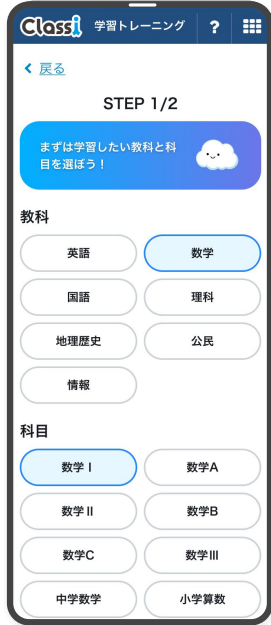 Classi 学習トレーニング ?
戻る
STEP 1/2
まずは学習したい教科と科
目を選ぼう！
教科
英語 数学
国語 理科
地理歴史 公民
情報
科目
数学Ⅰ 数学A
数学Ⅱ 数学B
数学C 数学Ⅲ
中学数学 小学算数